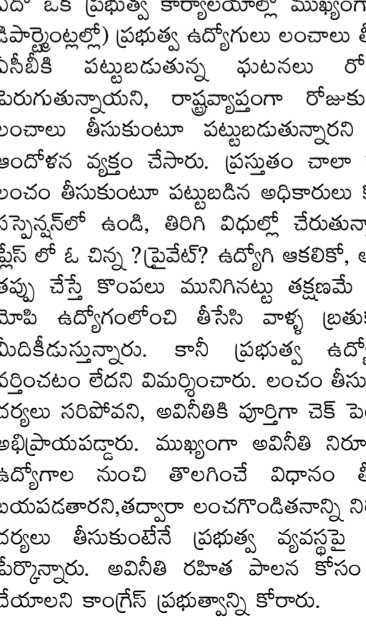 ఒక ప్రభుత్వ కార్యాలయాల్లో
డిపార్ట్మెంట్లల్లో) ప్రభుత్వ ఉద్యోగులు లంచాలు
ఏసీబీకి పట్టుబడుతున్న ఘటనలు
పెరుగుతున్నాయని, రాష్ట్రవ్యాప్తంగా రోజుకు
లంచాలు తీసుకుంటూ పట్టుబడుతున్నారని
ఆందోళన వ్యక్తం చేసారు. ప్రస్తుతం చాలా
లంచం తీసుకుంటూ పట్టుబడిన అధికారులు
సస్పెన్షన్‌లో ఉండి, తిరిగి విధుల్లో
ప్లేస్ లో ఓ చిన్న ?ప్రైవేట్? ఉద్యోగి ఆకలికో,
తప్పు చేస్తే కొంపలు మునిగినట్టు తక్షణమే
మోపి ఉద్యోగంలోంచి తీసేసి వాళ్ళ
మీదికీడుస్తున్నారు. కానీ ప్రభుత్వ
వర్తించటం లేదని విమర్శించారు. లంచం
చర్యలు సరిపోవని, అవినీతికి పూర్తిగా చెక్
అభిప్రాయపడ్డారు. ముఖ్యంగా అవినీతి
ఉద్యోగాల నుంచి తొలగించే విధానం
బయపడతారని,తద్వారా లంచగొండితనాన్ని
చర్యలు తీసుకుంటేనే ప్రభుత్వ వ్యవస్థపై
పేర్కొన్నారు. అవినీతి రహిత పాలన కోసం
చేయాలని కాంగ్రేస్ ప్రభుత్వాన్ని కోరారు.